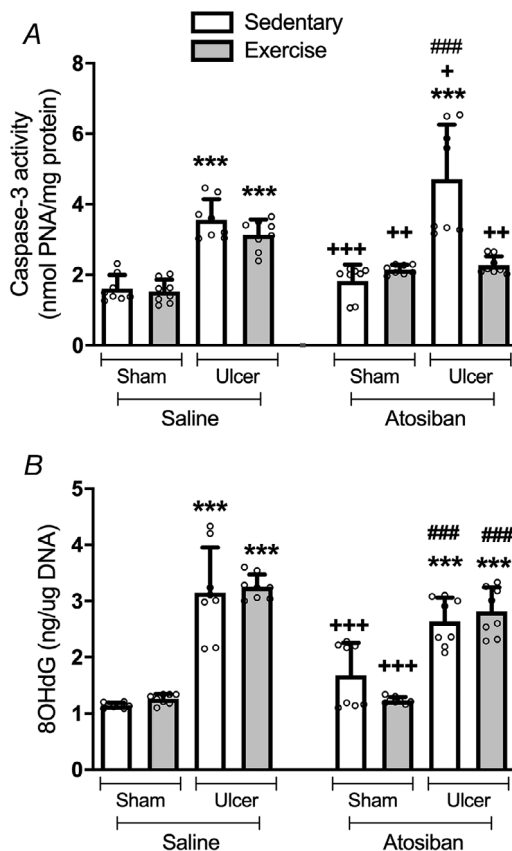 A
Sedentary
Exercise
Caspase-3 activity
(nmol PNA/mg protein)
8
6
4
2
0
***
***
+++
++
###
+
***
++
Sham
Ulcer
Sham
Ulcer
Saline
Atosiban
B
8OHdG (ng/ug DNA)
5
4
3
2
1
0
***
***
+++
+++
###
***
###
***
Sham
Ulcer
Sham
Ulcer
Saline
Atosiban